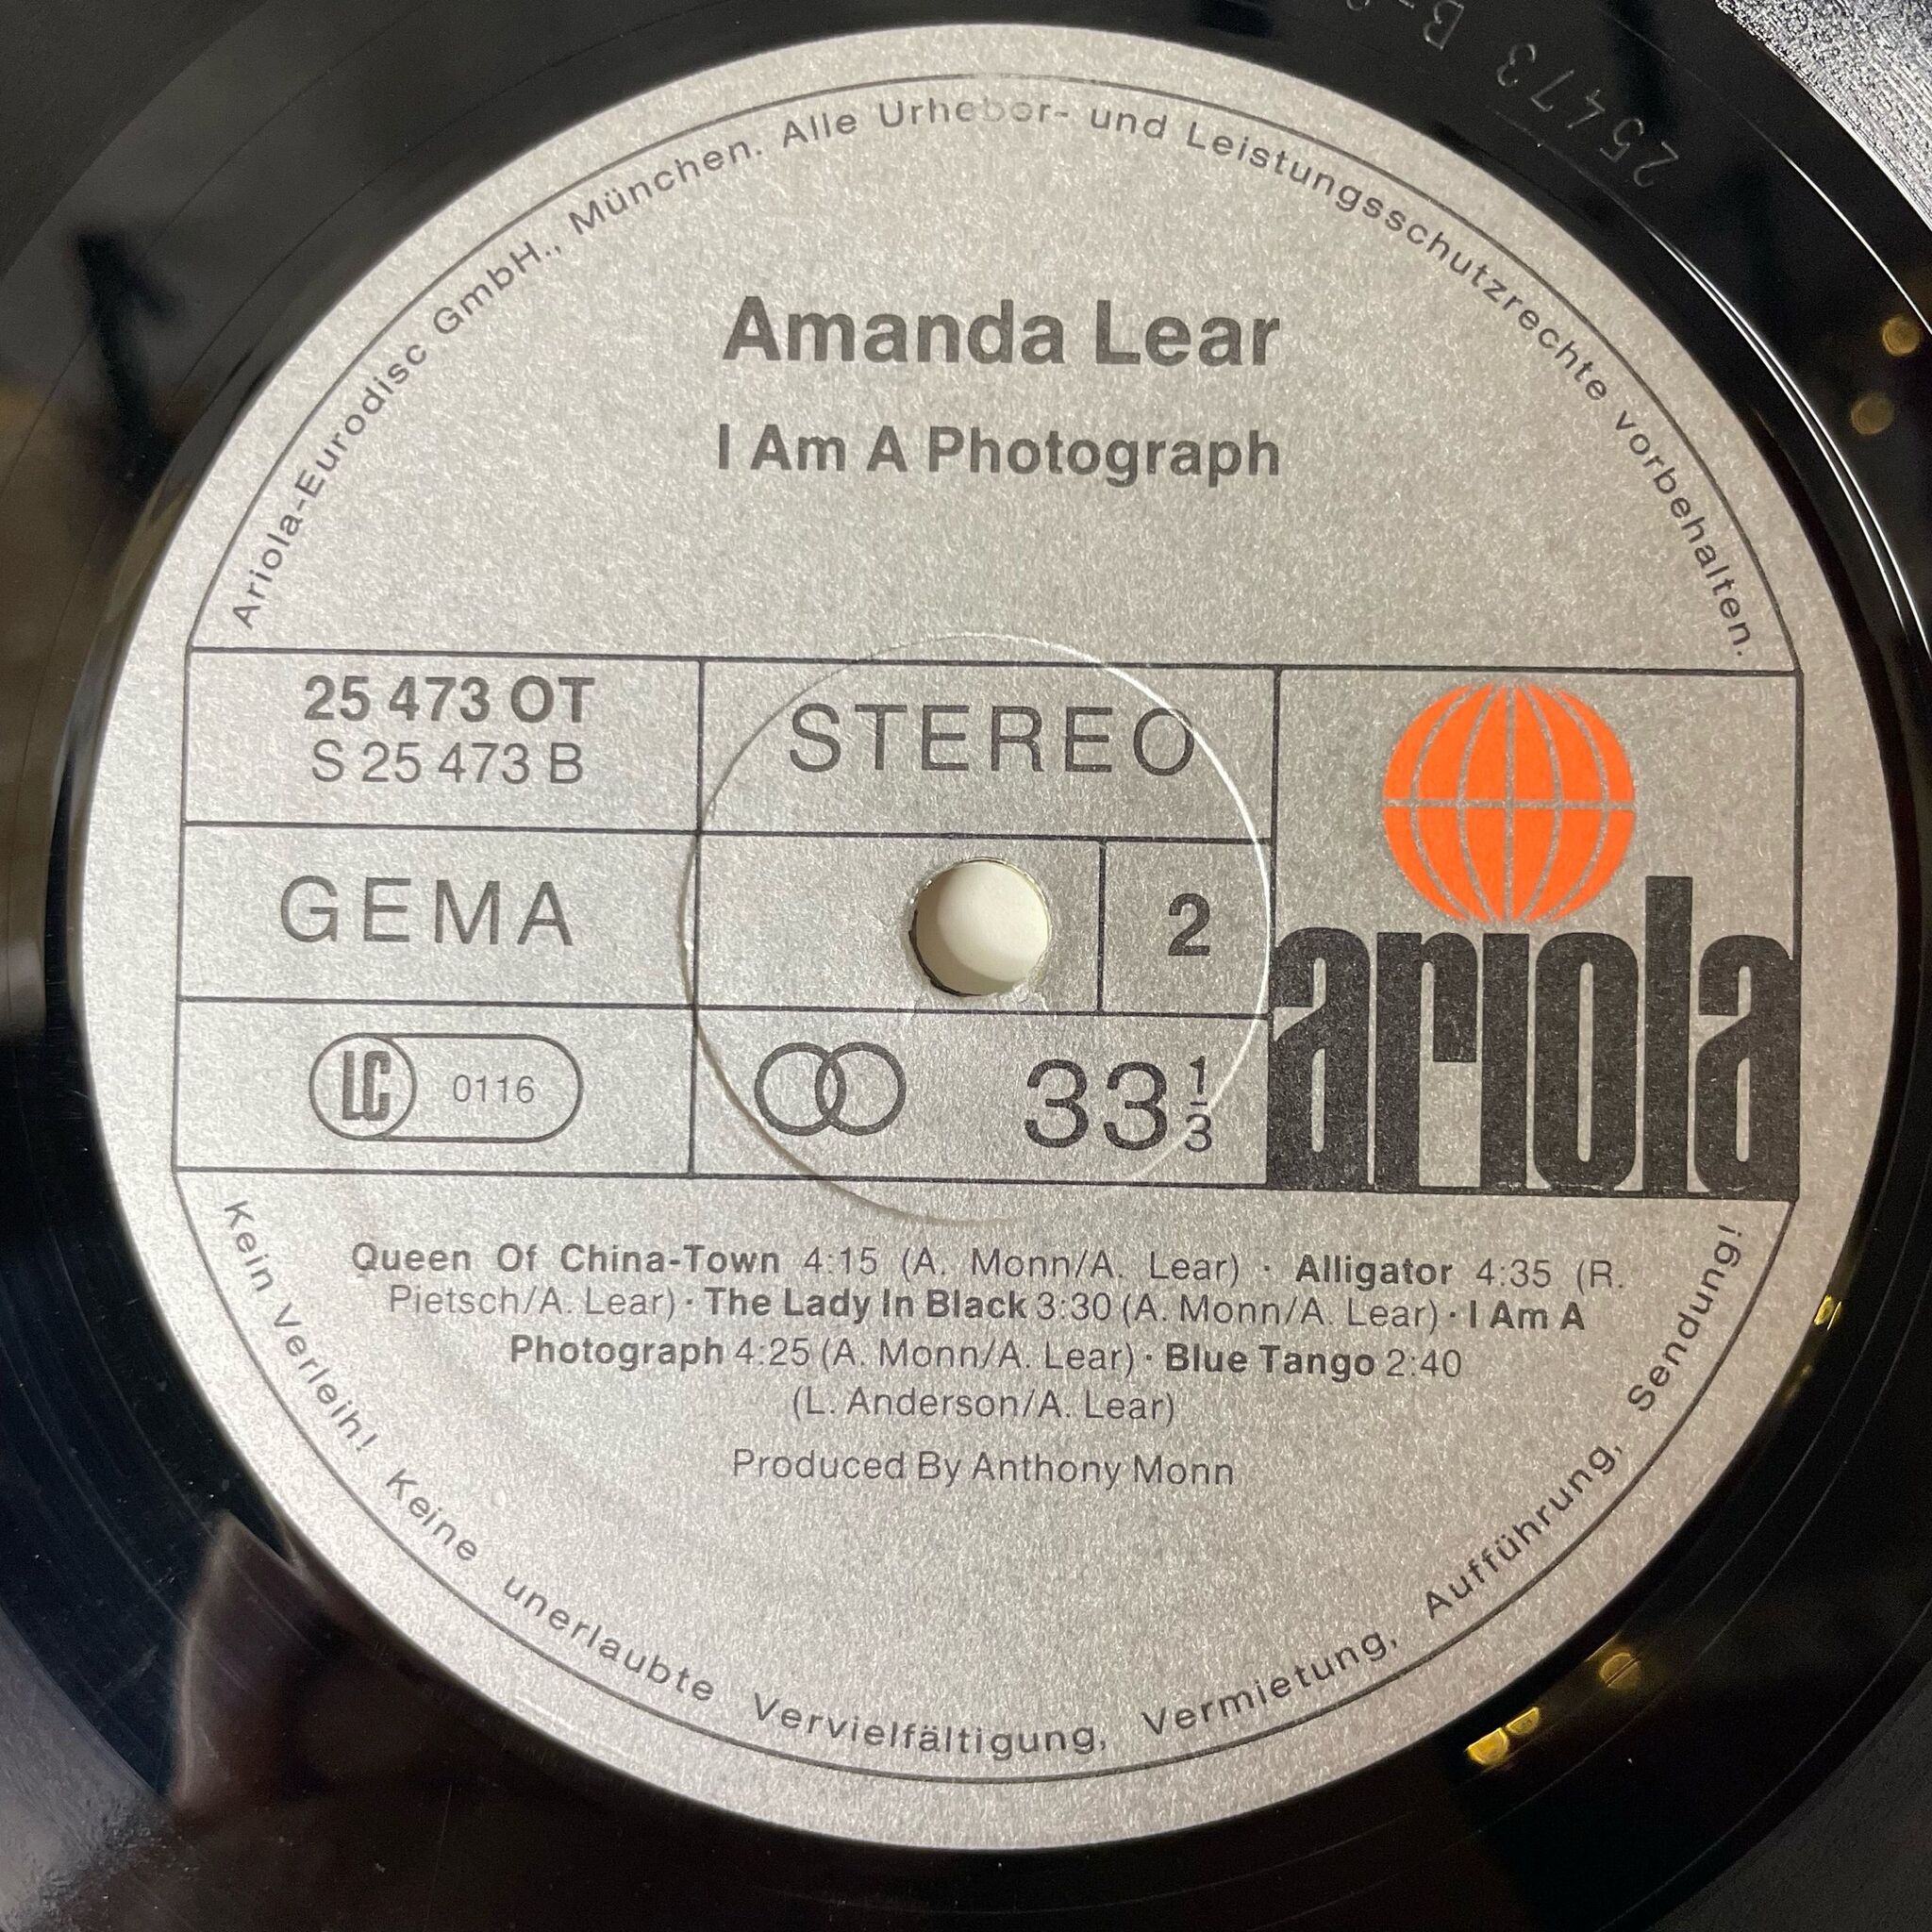 25473 B-
Ariola-Eurodisc GmbH., München. Alle Urheber- und Leistungsschutzrechte vorbehalten.
Amanda Lear
I Am A Photograph
25 473 OT
S 25 473 B
STEREO
GEMA
2
ariola
LC 0116
33 1/3
Queen Of China-Town 4:15 (A. Monn/A. Lear) · Alligator 4:35 (R.
Pietsch/A. Lear) · The Lady In Black 3:30 (A. Monn/A. Lear) · I Am A
Photograph 4:25 (A. Monn/A. Lear) · Blue Tango 2:40
(L. Anderson/A. Lear)
Produced By Anthony Monn
Kein Verleih! Keine unerlaubte Vervielfältigung, Vermietung, Aufführung, Sendung!